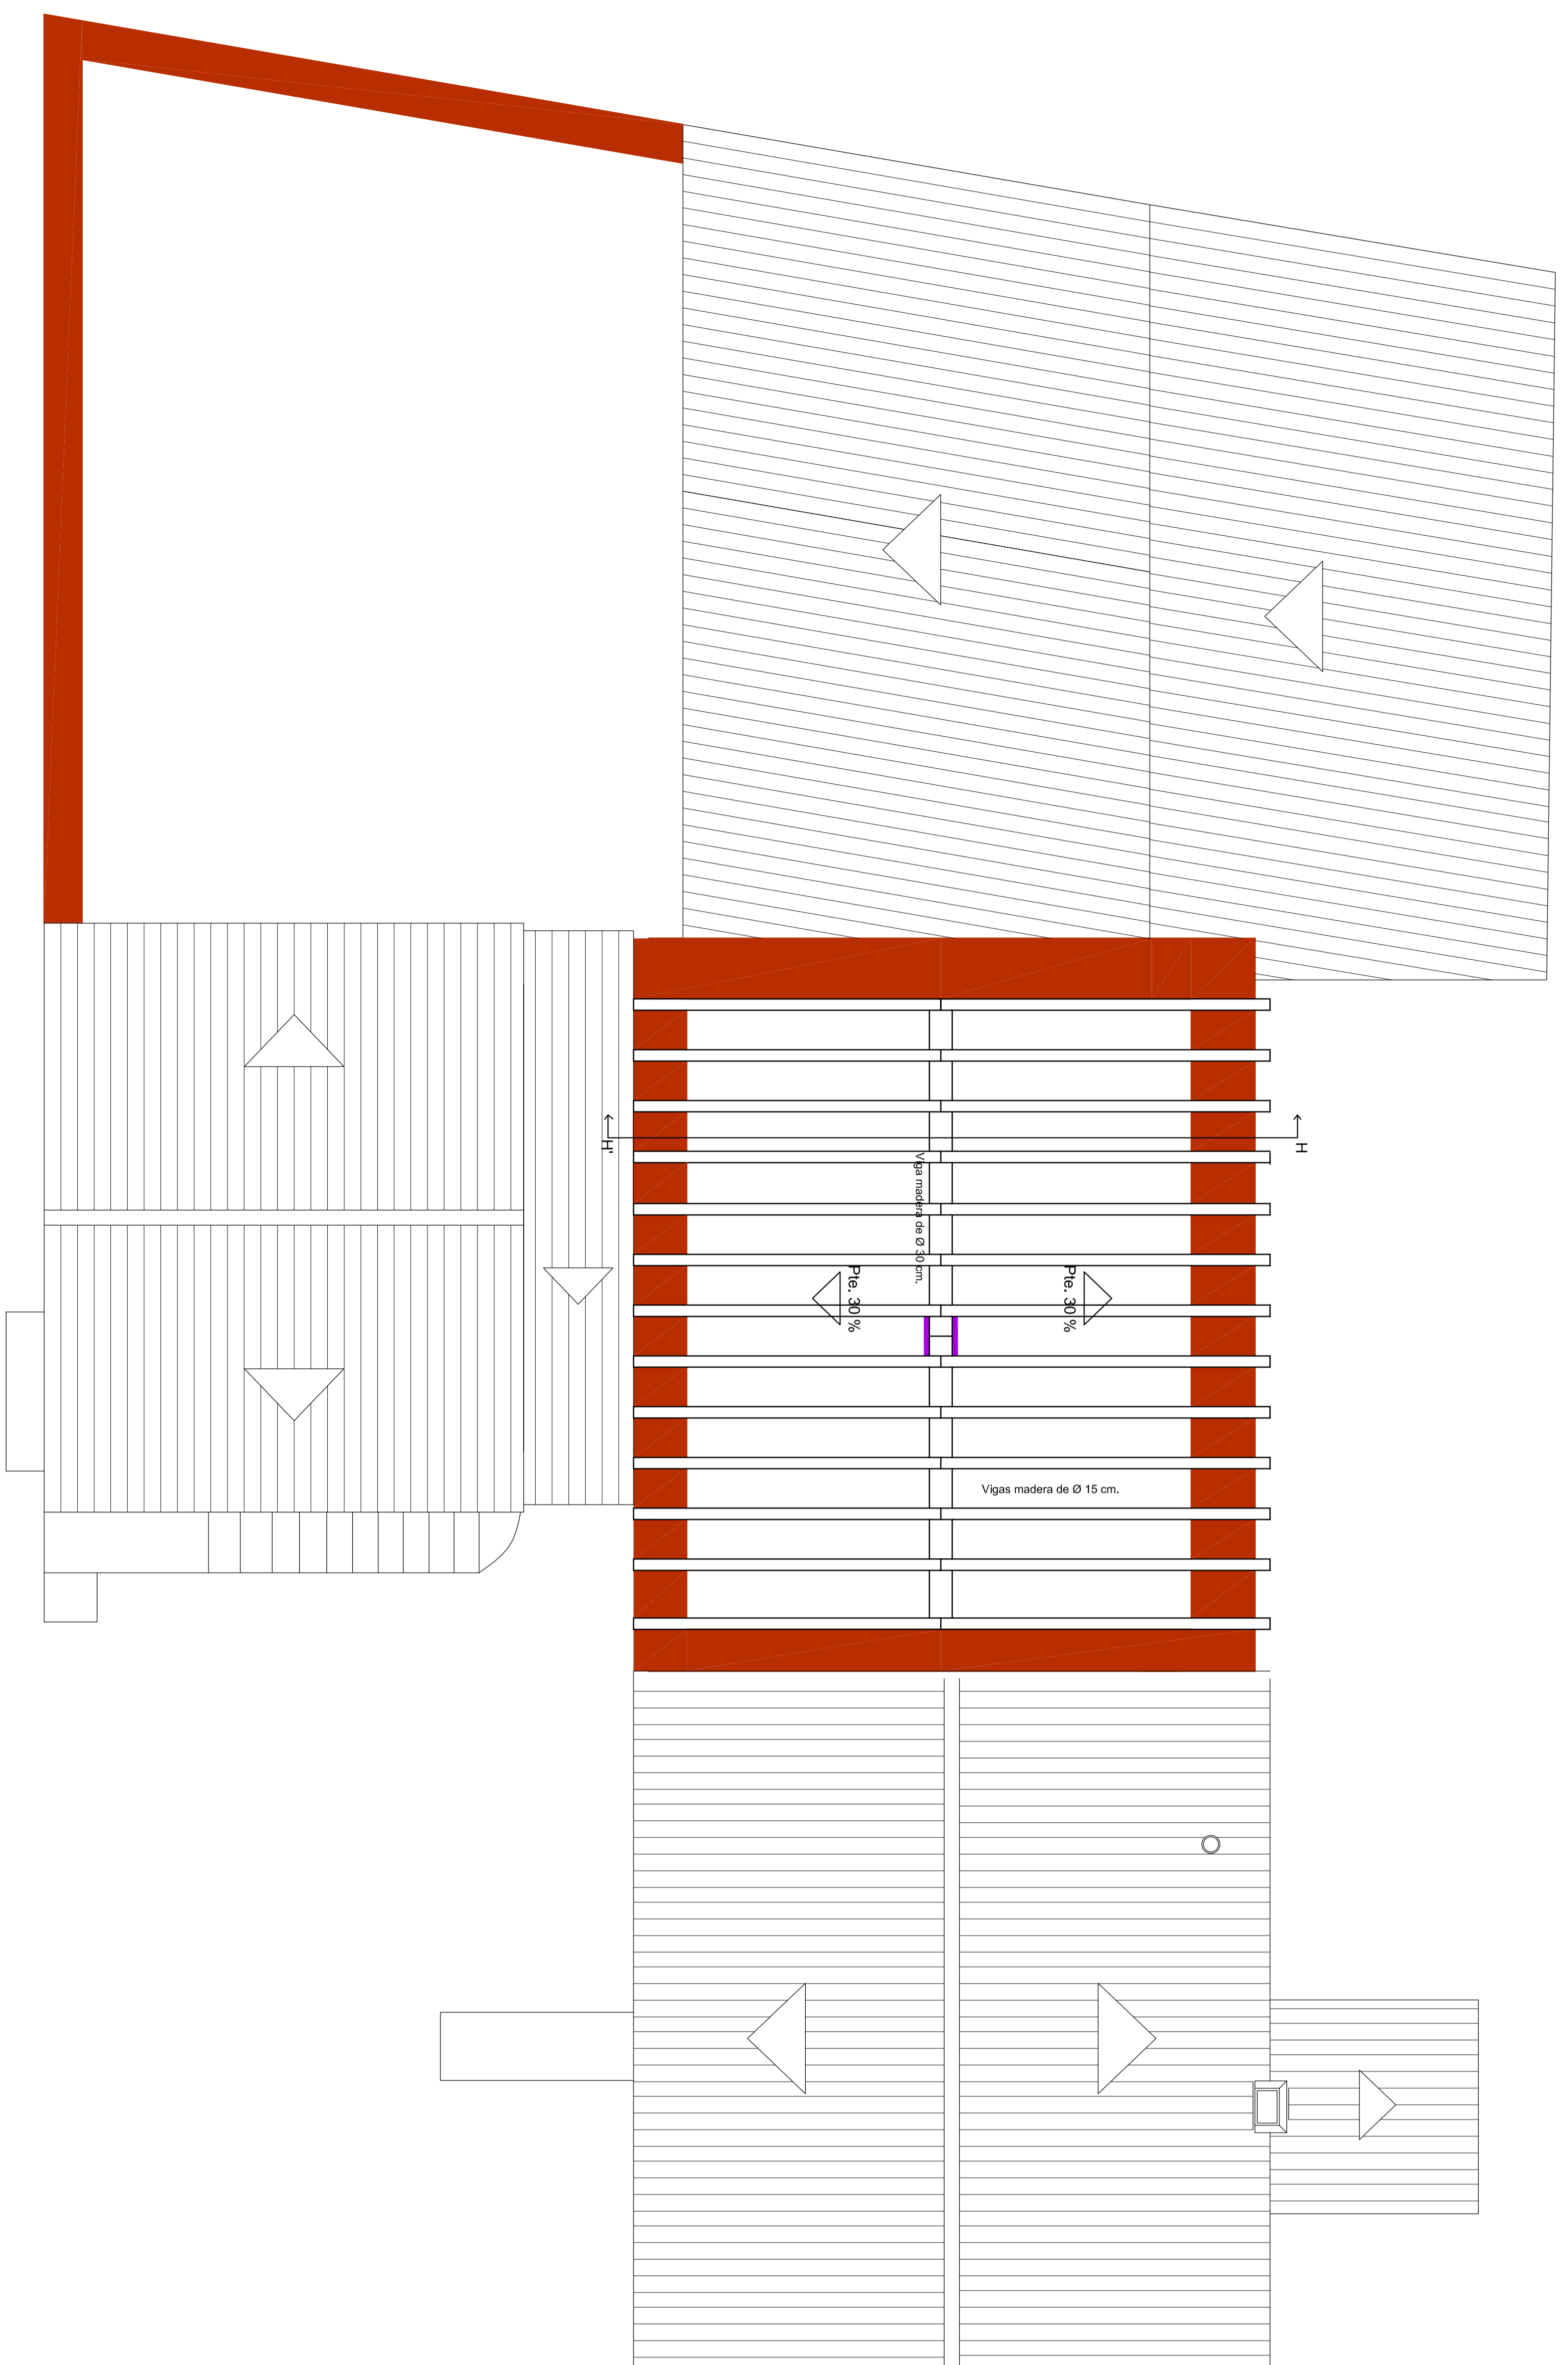 H'
H
Viga madera de Ø 30 cm.
Pte. 30 %
Pte. 30 %
Vigas madera de Ø 15 cm.